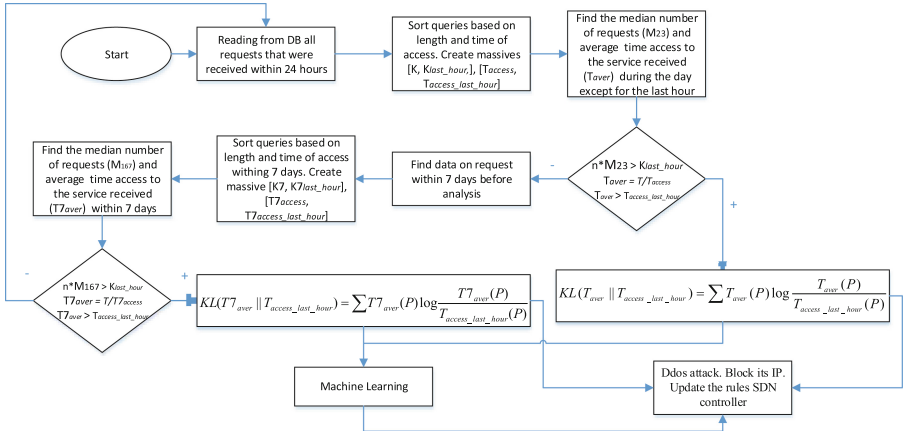 Start
Reading from DB all
requests that were
received within 24 hours
Sort queries based on
length and time of
access. Create massives
[K, Klast_hour,], [Taccess,
Taccess_last_hour]
Find the median number
of requests (M23) and
average time access to
the service received
(Taver) during the day
except for the last hour
n*M23 > Klast_hour
Taver = T/Taccess
Taver > Taccess_last_hour
-
+
Find data on request
within 7 days before
analysis
Sort queries based on
length and time of access
withing 7 days. Create
massive [K7, K7last_hour],
[T7access,
T7access_last_hour]
Find the median number
of requests (M167) and
average time access to
the service received
(T7aver) within 7 days
n*M167 > Klast_hour
T7aver = T/T7access
T7aver > Taccess_last_hour
-
+
KL(T7aver || Taccess_last_hour) = ∑ T7aver(P) log T7aver(P) / Taccess_last_hour(P)
KL(Taver || Taccess_last_hour) = ∑ Taver(P) log Taver(P) / Taccess_last_hour(P)
Machine Learning
Ddos attack. Block its IP.
Update the rules SDN
controller